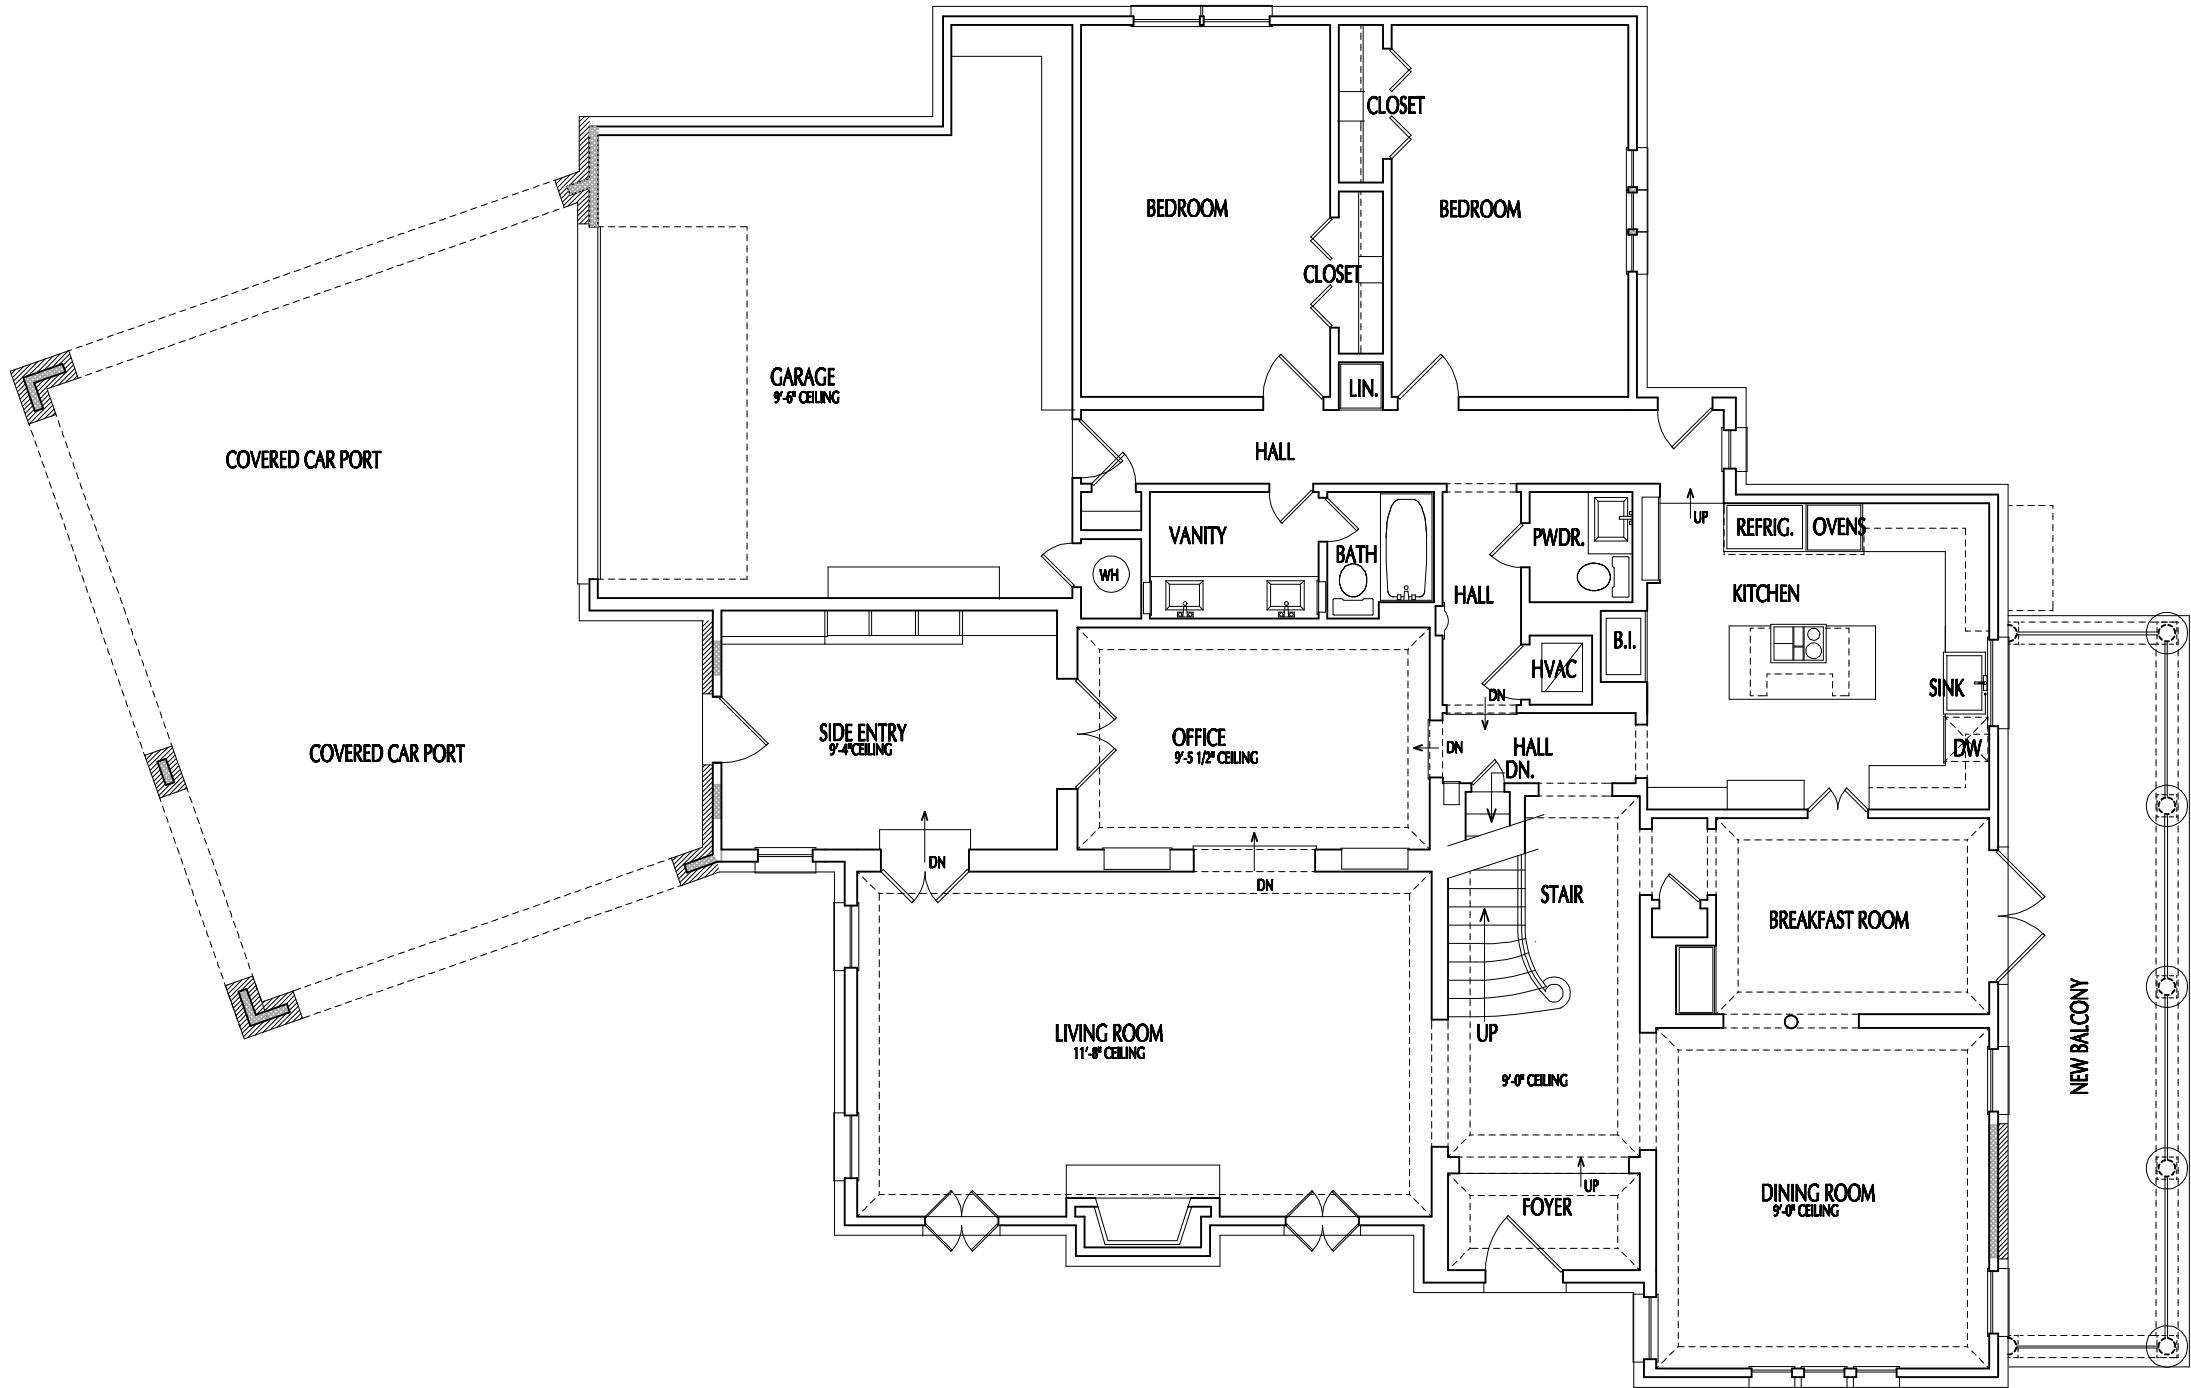 CLOSET
BEDROOM
BEDROOM
CLOSET
GARAGE
9'-6" CEILING
LIN.
COVERED CAR PORT
HALL
UP
REFRIG.
OVENS
VANITY
PWDR.
BATH
WH
HALL
KITCHEN
B.I.
HVAC
SINK
DN
SIDE ENTRY
9'-4"CEILING
OFFICE
9'-5 1/2" CEILING
DN
HALL
DW
COVERED CAR PORT
DN.
DN
DN
STAIR
BREAKFAST ROOM
LIVING ROOM
11'-8" CEILING
UP
NEW BALCONY
9'-0" CEILING
UP
FOYER
DINING ROOM
9'-0" CEILING